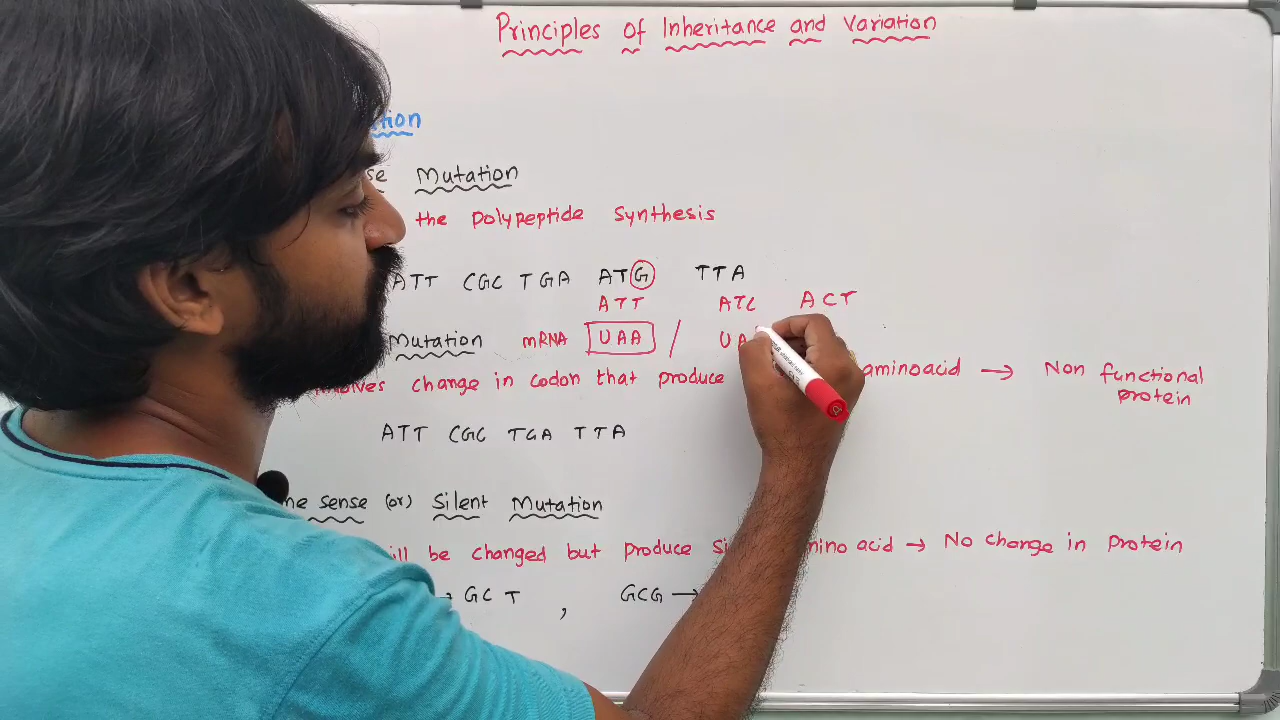 Principles of Inheritance and Variation
Mutation
the polypeptide synthesis
ATT CGC TGA ATG TTA
ATT ATC ACT
Mutation mRNA UAA / UA
change in codon that produce aminoacid → Non functional protein
ATT CGC TGA TTA
sense (or) Silent Mutation
be changed but produce amino acid → No change in protein
→ GCT , GCG →